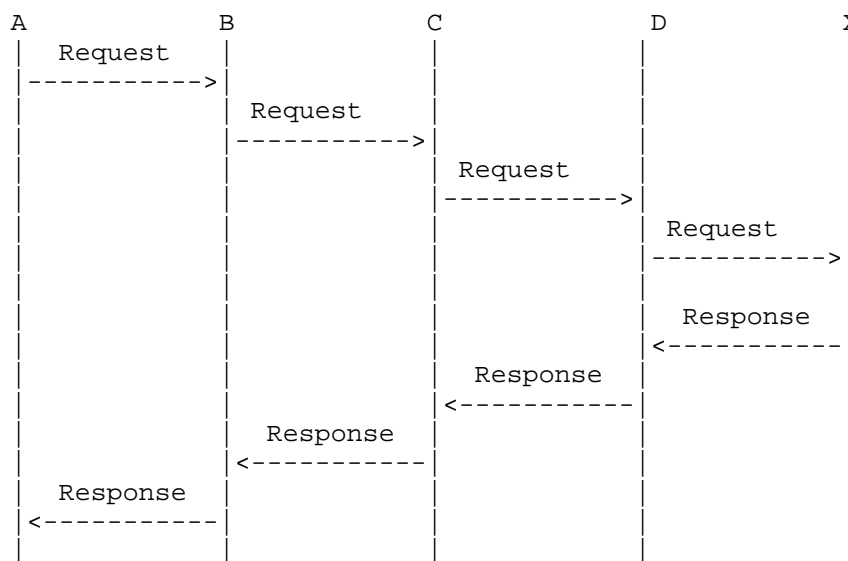 A B C D X
Request
Request
Request
Request
Response
Response
Response
Response